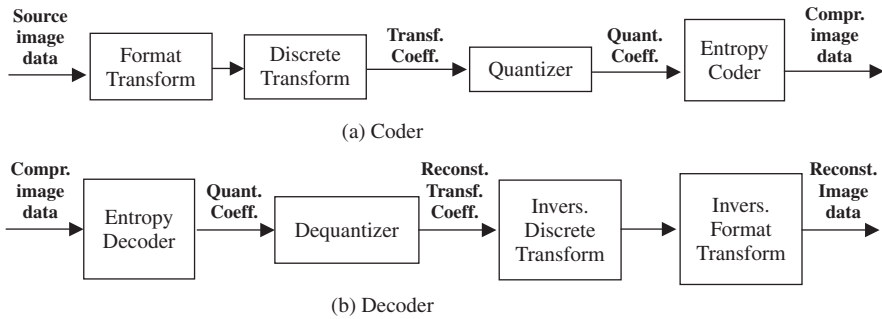 Source
image
data
Format
Transform
Discrete
Transform
Transf.
Coeff.
Quantizer
Quant.
Coeff.
Entropy
Coder
Compr.
image
data
(a) Coder
Compr.
image
data
Entropy
Decoder
Quant.
Coeff.
Dequantizer
Reconst.
Transf.
Coeff.
Invers.
Discrete
Transform
Invers.
Format
Transform
Reconst.
Image
data
(b) Decoder